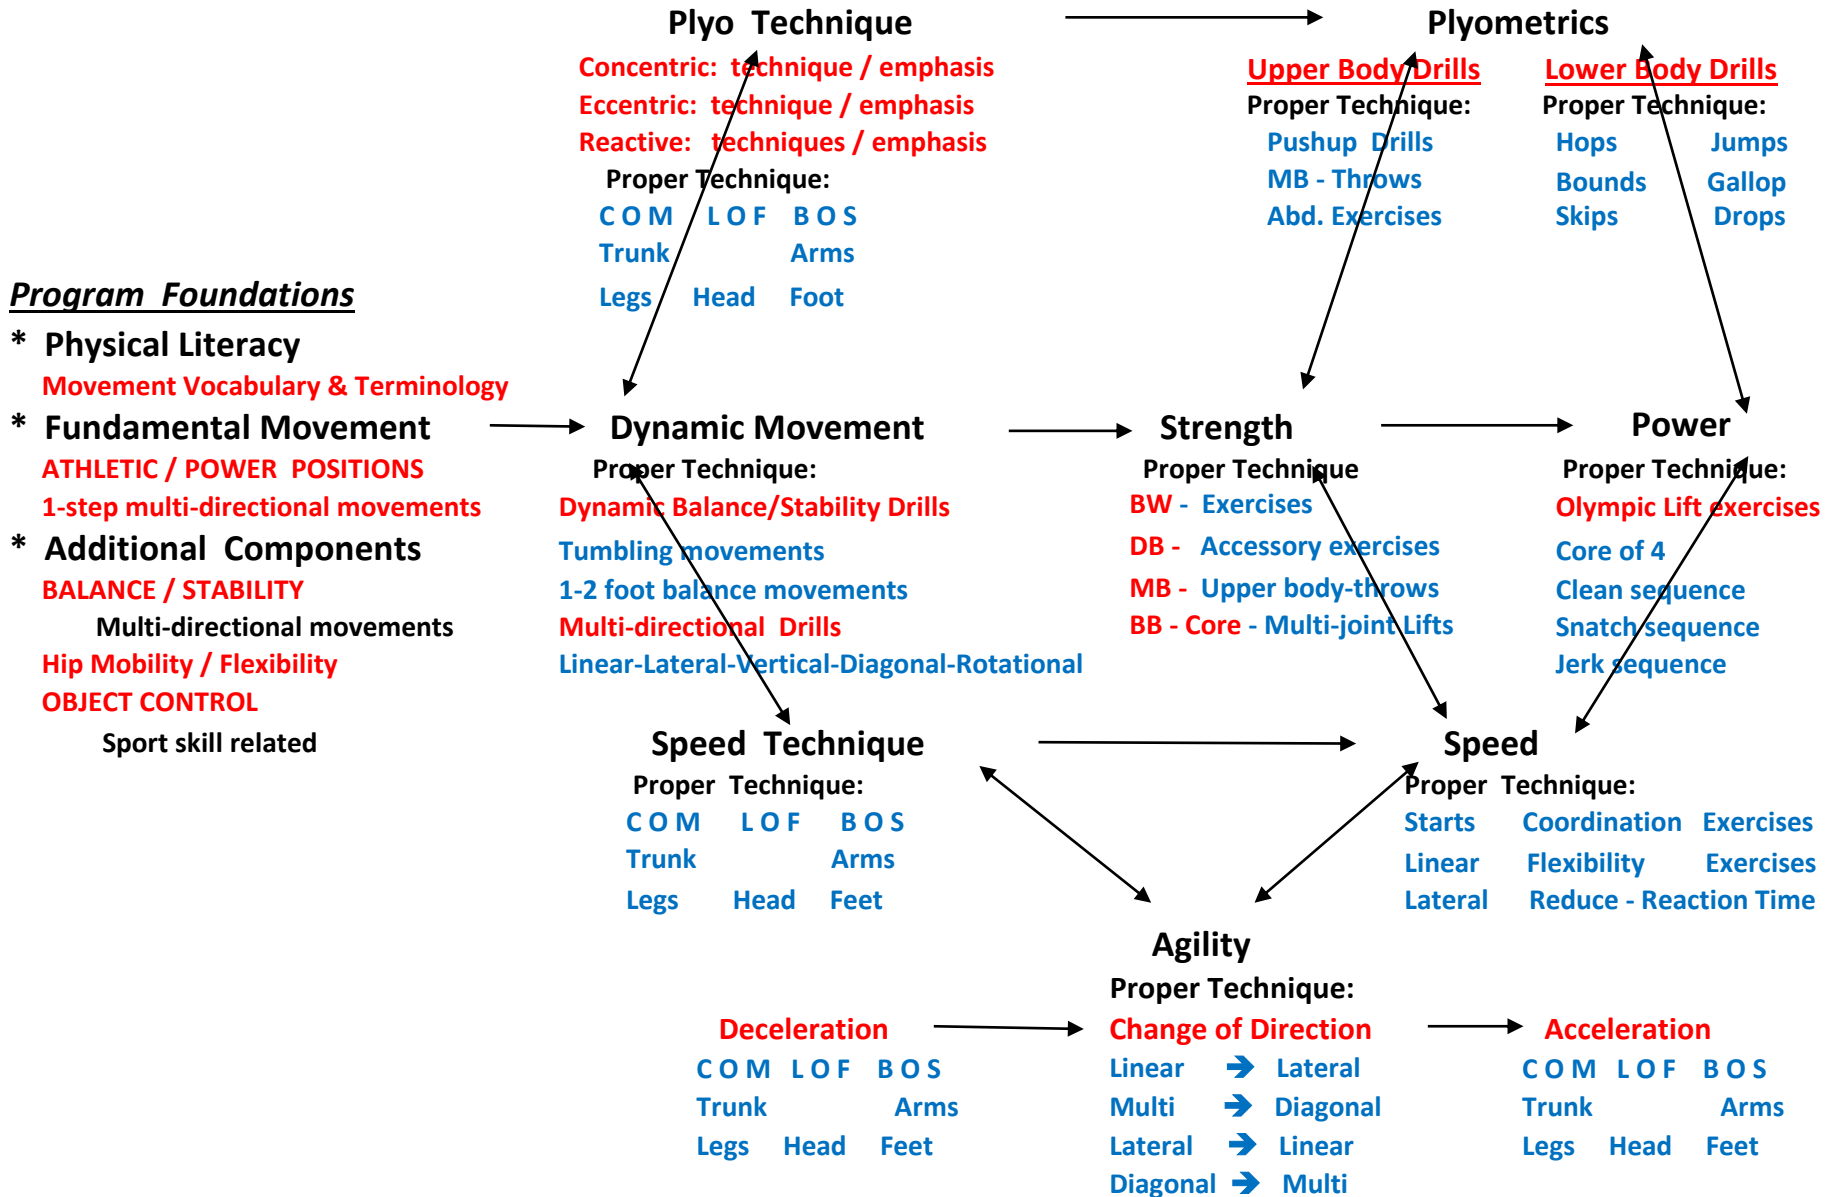 Plyo Technique
Concentric: technique / emphasis
Eccentric: technique / emphasis
Reactive: techniques / emphasis
Proper Technique:
C O M L O F B O S
Trunk Arms
Legs Head Foot
Plyometrics
Upper Body Drills
Proper Technique:
Pushup Drills
MB - Throws
Abd. Exercises
Lower Body Drills
Proper Technique:
Hops Jumps
Bounds Gallop
Skips Drops
Program Foundations
* Physical Literacy
Movement Vocabulary & Terminology
* Fundamental Movement
ATHLETIC / POWER POSITIONS
1-step multi-directional movements
* Additional Components
BALANCE / STABILITY
Multi-directional movements
Hip Mobility / Flexibility
OBJECT CONTROL
Sport skill related
Dynamic Movement
Proper Technique:
Dynamic Balance/Stability Drills
Tumbling movements
1-2 foot balance movements
Multi-directional Drills
Linear-Lateral-Vertical-Diagonal-Rotational
Strength
Proper Technique
BW - Exercises
DB - Accessory exercises
MB - Upper body-throws
BB - Core - Multi-joint Lifts
Power
Proper Technique:
Olympic Lift exercises
Core of 4
Clean sequence
Snatch sequence
Jerk sequence
Speed Technique
Proper Technique:
C O M L O F B O S
Trunk Arms
Legs Head Feet
Speed
Proper Technique:
Starts Coordination Exercises
Linear Flexibility Exercises
Lateral Reduce - Reaction Time
Agility
Proper Technique:
Deceleration
C O M L O F B O S
Trunk Arms
Legs Head Feet
Change of Direction
Linear ➔ Lateral
Multi ➔ Diagonal
Lateral ➔ Linear
Diagonal ➔ Multi
Acceleration
C O M L O F B O S
Trunk Arms
Legs Head Feet